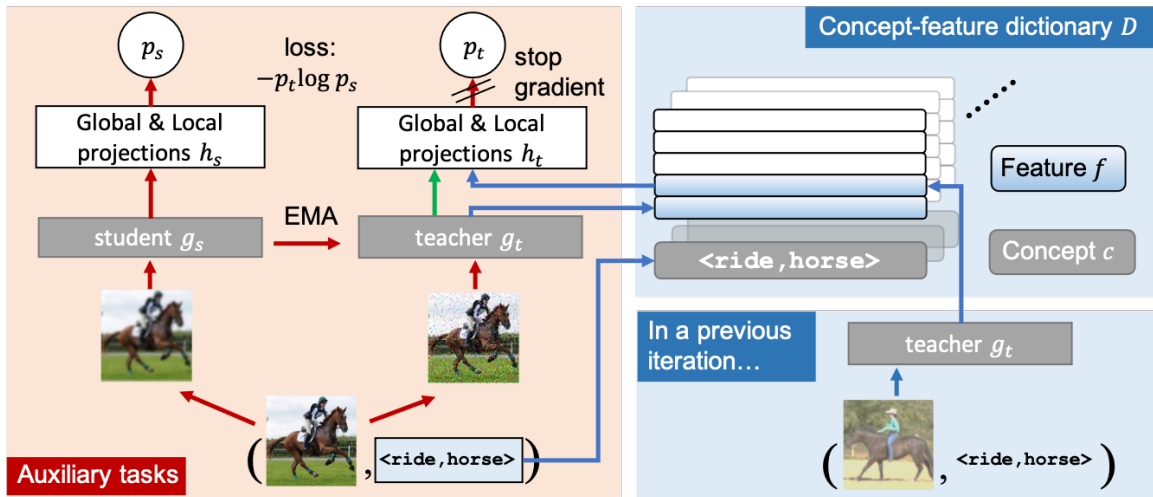 p_s
loss:
−p_t log p_s
p_t
stop
gradient
Global & Local
projections h_s
Global & Local
projections h_t
student g_s
EMA
teacher g_t
( , <ride,horse> )
Auxiliary tasks
Concept-feature dictionary D
Feature f
Concept c
<ride,horse>
In a previous
iteration…
teacher g_t
( , <ride,horse> )